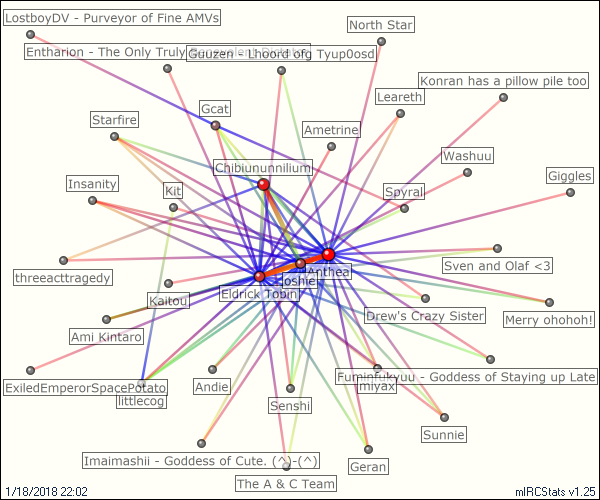 LostboyDV - Purveyor of Fine AMVs
North Star
Entharion - The Only Truly
Guuzen - Lhoord ofg Tyup0osd
Konran has a pillow pile too
Leareth
Gcat
Starfire
Ametrine
Washuu
Chibiununnilium
Insanity
Kit
Spyral
Giggles
threeacttragedy
Anthea
Sven and Olaf <3
Joshie
Kaitou
Eldrick Tobin
Drew's Crazy Sister
Merry ohohoh!
Ami Kintaro
ExiledEmperorSpacePotato
Andie
Fuminfukyuu - Goddess of Staying up Late
miyax
littlecog
Senshi
Sunnie
Imaimashii - Goddess of Cute. (^)-(^)
Geran
The A & C Team
1/18/2018 22:02
mIRCStats v1.25